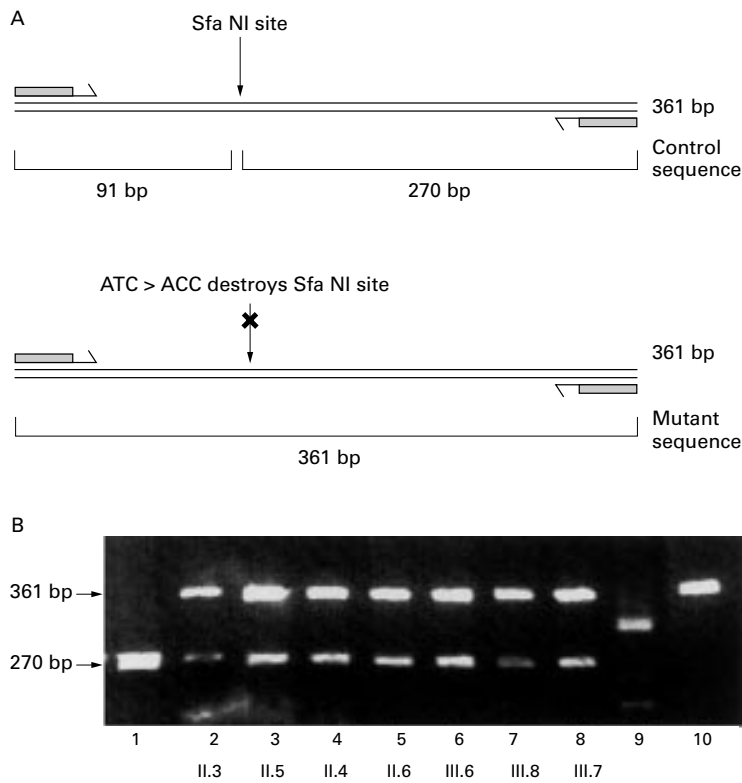 A
Sfa NI site
361 bp
Control
sequence
91 bp
270 bp
ATC > ACC destroys Sfa NI site
361 bp
Mutant
sequence
361 bp
B
361 bp
270 bp
1 2 3 4 5 6 7 8 9 10
II.3 II.5 II.4 II.6 III.6 III.8 III.7